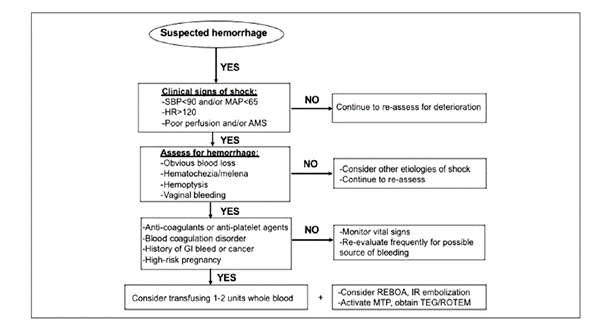 Suspected hemorrhage
YES
Clinical signs of shock:
-SBP<90 and/or MAP<65
-HR>120
-Poor perfusion and/or AMS
NO
Continue to re-assess for deterioration
YES
Assess for hemorrhage:
-Obvious blood loss
-Hematochezia/melena
-Hemoptysis
-Vaginal bleeding
NO
-Consider other etiologies of shock
-Continue to re-assess
YES
-Anti-coagulants or anti-platelet agents
-Blood coagulation disorder
-History of GI bleed or cancer
-High-risk pregnancy
NO
-Monitor vital signs
-Re-evaluate frequently for possible
source of bleeding
YES
Consider transfusing 1-2 units whole blood
+
-Consider REBOA, IR embolization
-Activate MTP, obtain TEG/ROTEM